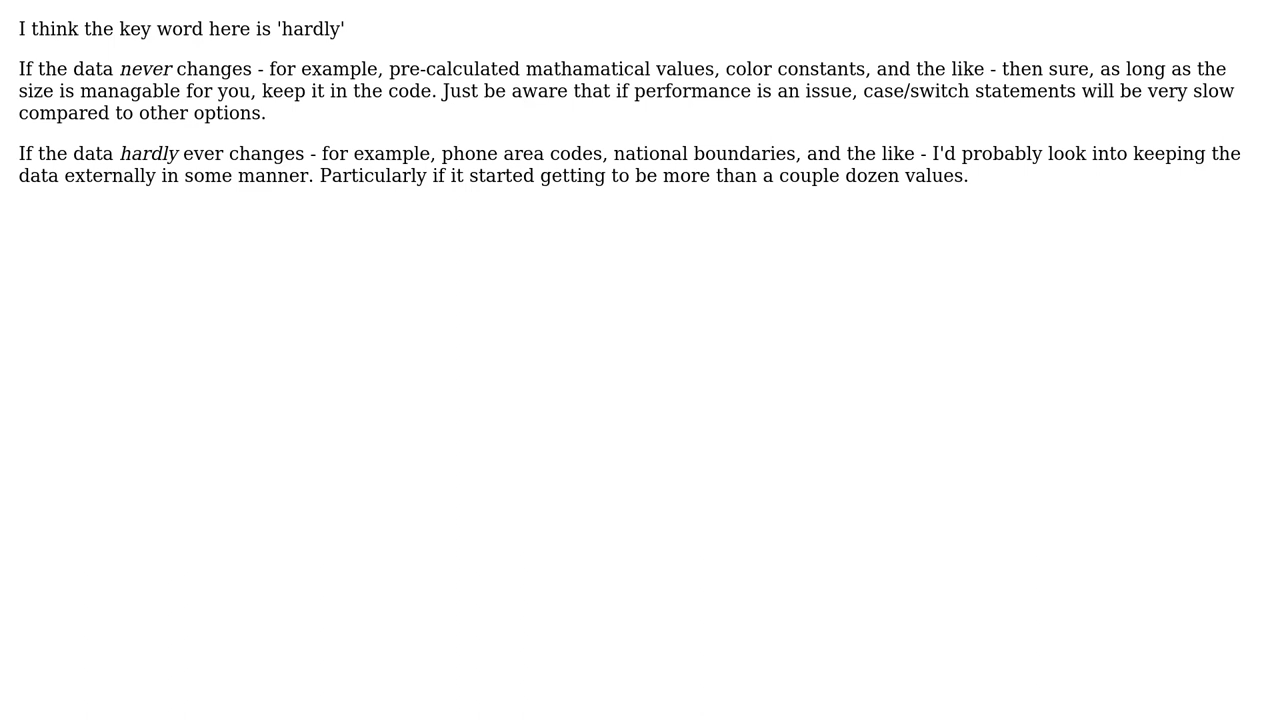 I think the key word here is 'hardly'
If the data never changes - for example, pre-calculated mathamatical values, color constants, and the like - then sure, as long as the
size is managable for you, keep it in the code. Just be aware that if performance is an issue, case/switch statements will be very slow
compared to other options.
If the data hardly ever changes - for example, phone area codes, national boundaries, and the like - I'd probably look into keeping the
data externally in some manner. Particularly if it started getting to be more than a couple dozen values.